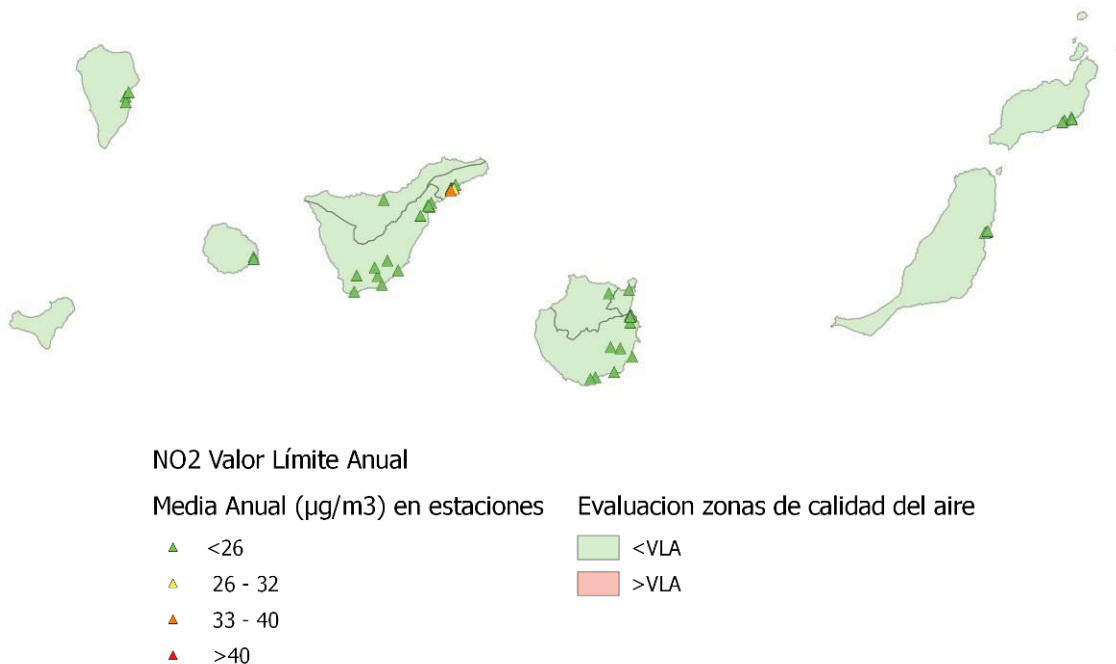 NO2 Valor Límite Anual
Media Anual (µg/m3) en estaciones
<26
26 - 32
33 - 40
>40
Evaluacion zonas de calidad del aire
<VLA
>VLA